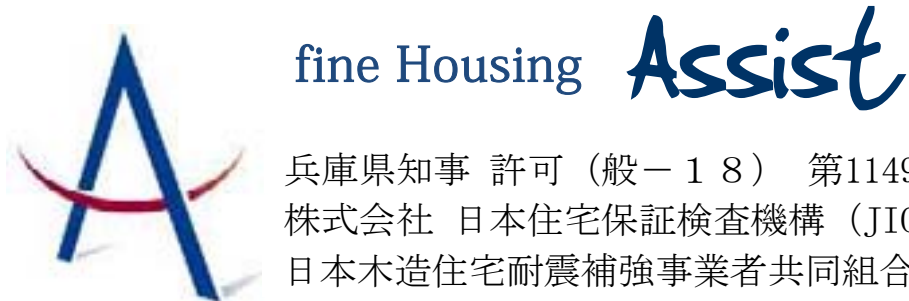 fine Housing Assist
兵庫県知事 許可（般－１８） 第1149
株式会社 日本住宅保証検査機構（JIO
日本木造住宅耐震補強事業者共同組合